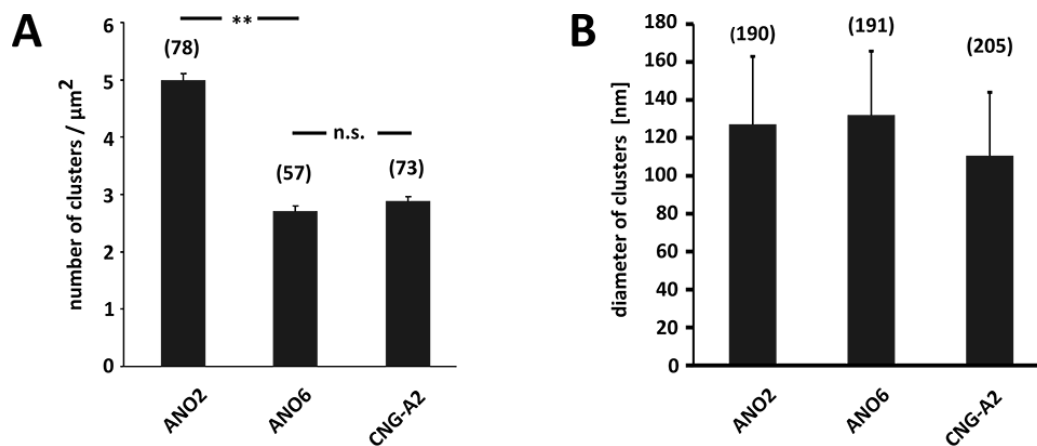 A
number of clusters / µm²
6
5
4
3
2
1
0
**
(78)
n.s.
(57)
(73)
ANO2
ANO6
CNG-A2
B
diameter of clusters [nm]
180
160
140
120
100
80
60
40
20
0
(190)
(191)
(205)
ANO2
ANO6
CNG-A2